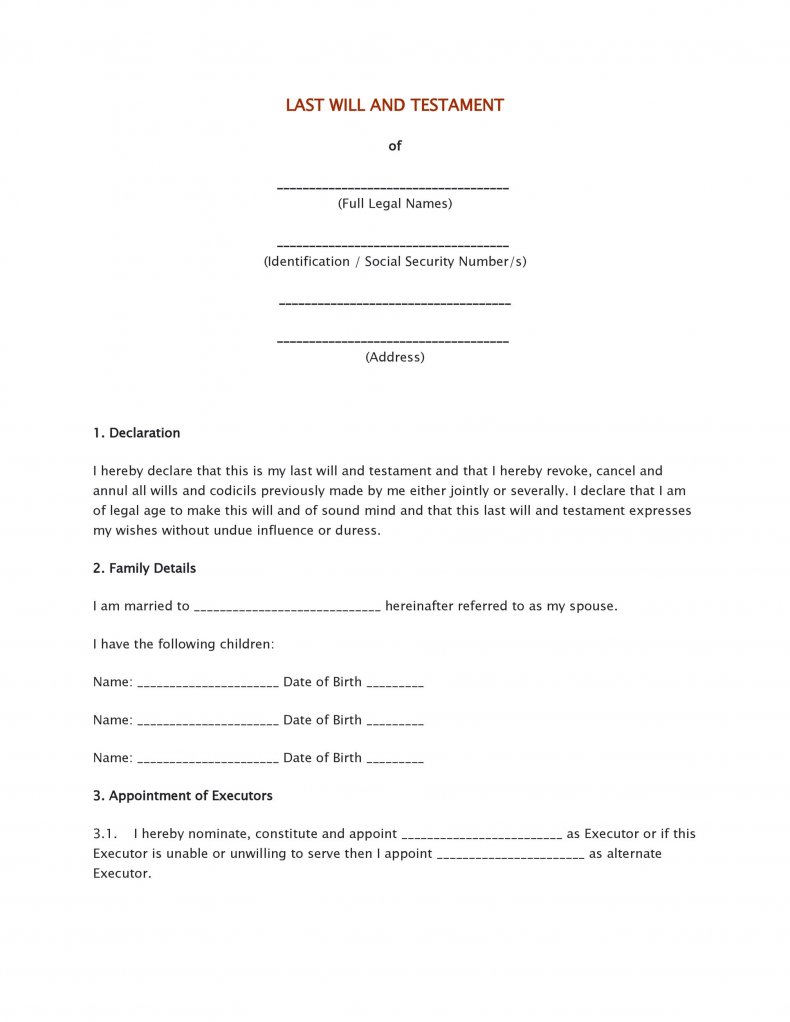 LAST WILL AND TESTAMENT
of
____________________________________
(Full Legal Names)
____________________________________
(Identification / Social Security Number/s)
____________________________________
____________________________________
(Address)
1. Declaration
I hereby declare that this is my last will and testament and that I hereby revoke, cancel and
annul all wills and codicils previously made by me either jointly or severally. I declare that I am
of legal age to make this will and of sound mind and that this last will and testament expresses
my wishes without undue influence or duress.
2. Family Details
I am married to _____________________________ hereinafter referred to as my spouse.
I have the following children:
Name: ______________________ Date of Birth _________
Name: ______________________ Date of Birth _________
Name: ______________________ Date of Birth _________
3. Appointment of Executors
3.1. I hereby nominate, constitute and appoint _________________________ as Executor or if this
Executor is unable or unwilling to serve then I appoint _______________________ as alternate
Executor.